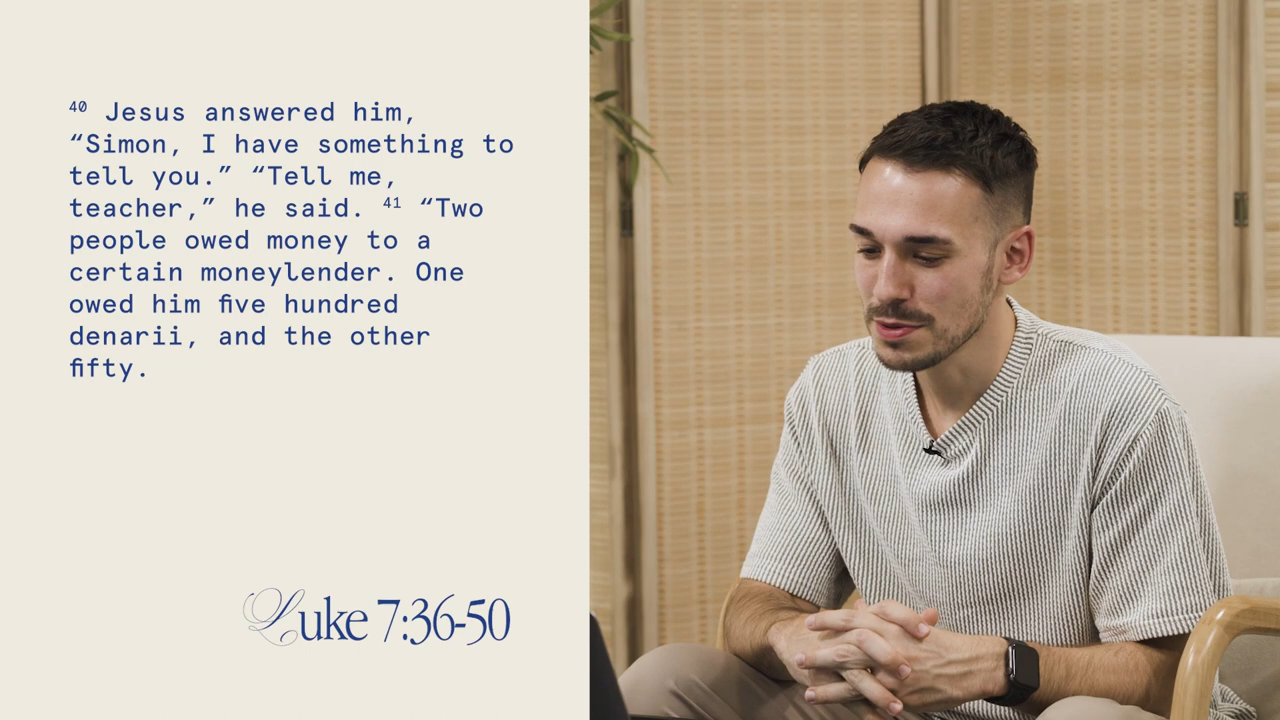 40 Jesus answered him,
“Simon, I have something to
tell you.” “Tell me,
teacher,” he said. 41 “Two
people owed money to a
certain moneylender. One
owed him five hundred
denarii, and the other
fifty.
Luke 7:36-50